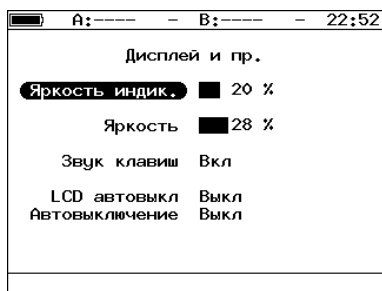 A:---- - B:---- - 22:52
Дисплей и пр.
Яркость индик. 20 %
Яркость 28 %
Звук клавиш Вкл
LCD автовыкл Выкл
Автовыключение Выкл